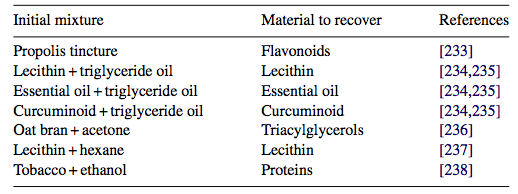 Initial mixture Material to recover References
Propolis tincture Flavonoids [233]
Lecithin + triglyceride oil Lecithin [234,235]
Essential oil + triglyceride oil Essential oil [234,235]
Curcuminoid + triglyceride oil Curcuminoid [234,235]
Oat bran + acetone Triacylglycerols [236]
Lecithin + hexane Lecithin [237]
Tobacco + ethanol Proteins [238]